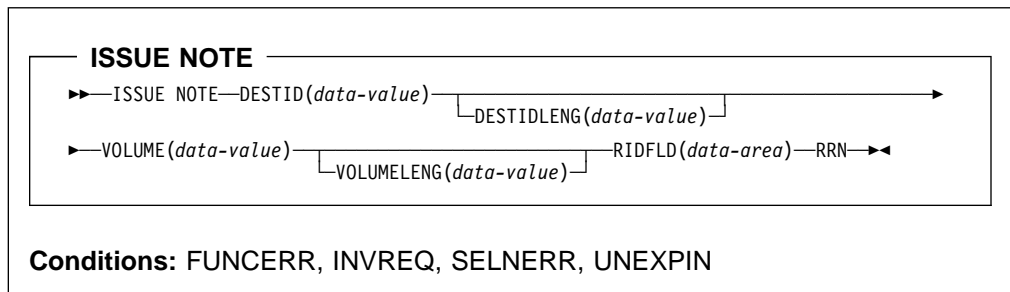 ISSUE NOTE
ISSUE NOTE DESTID(data-value)
DESTIDLENG(data-value)
VOLUME(data-value) RIDFLD(data-area) RRN
VOLUMELENG(data-value)
Conditions: FUNCERR, INVREQ, SELNERR, UNEXPIN